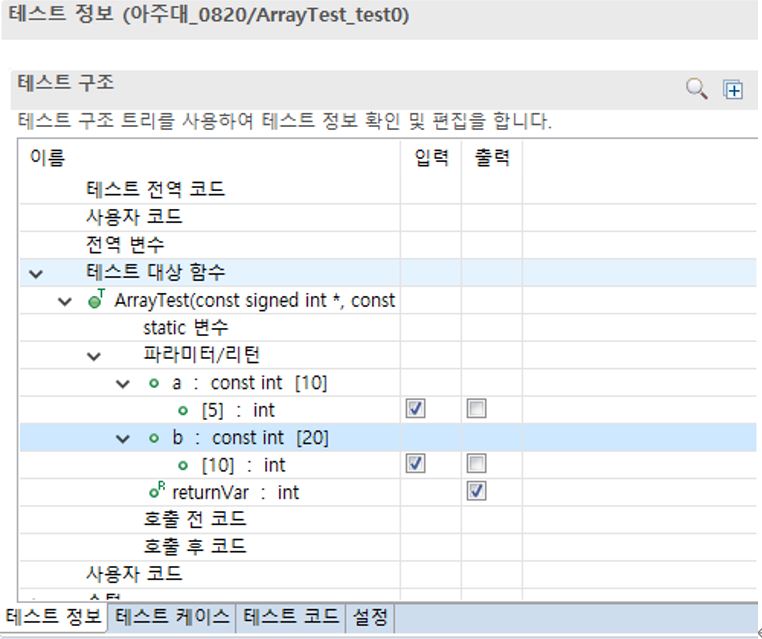 테스트 정보 (아주대_0820/ArrayTest_test0)
테스트 구조
테스트 구조 트리를 사용하여 테스트 정보 확인 및 편집을 합니다.
이름 입력 출력
테스트 전역 코드
사용자 코드
전역 변수
테스트 대상 함수
ArrayTest(const signed int *, const
static 변수
파라미터/리턴
a : const int [10]
[5] : int
b : const int [20]
[10] : int
returnVar : int
호출 전 코드
호출 후 코드
사용자 코드
테스트 정보 테스트 케이스 테스트 코드 설정